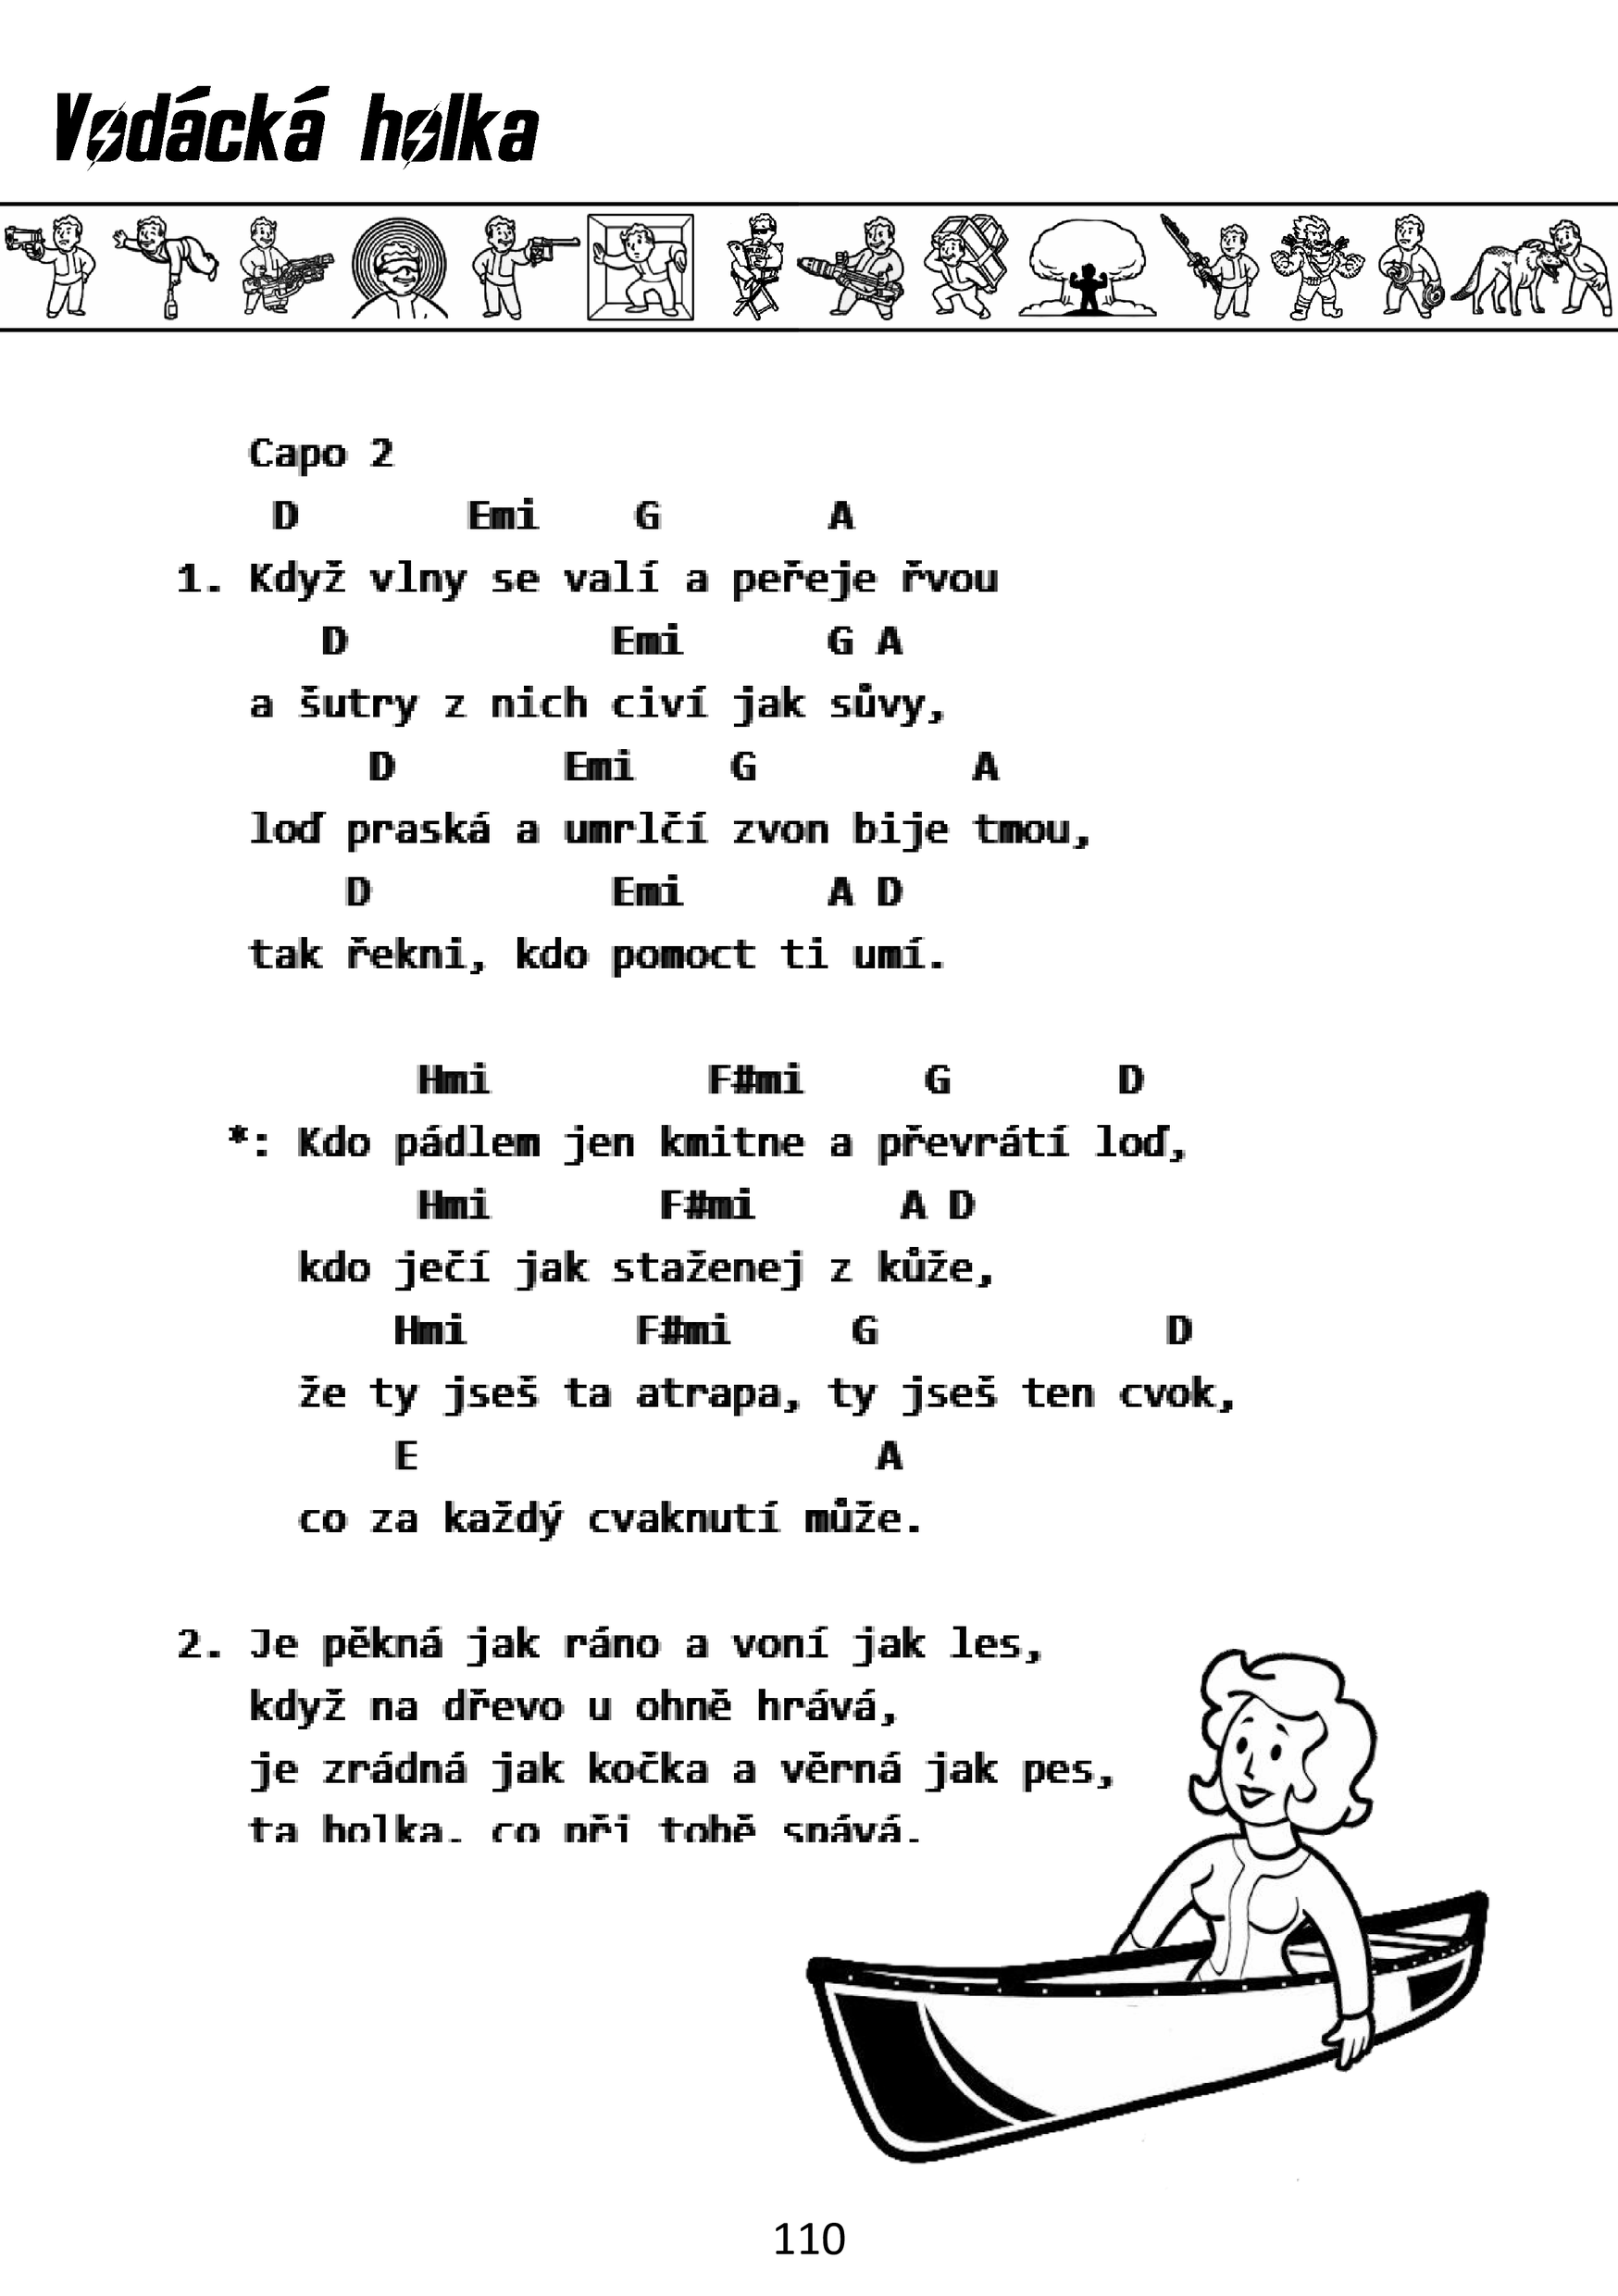 Vodácká holka
Capo 2
D Emi G A
1. Když vlny se valí a peřeje řvou
D Emi G A
a šutry z nich civí jak sůvy,
D Emi G A
loď praská a umrlčí zvon bije tmou,
D Emi A D
tak řekni, kdo pomoct ti umí.
Hmi F#mi G D
*: Kdo pádlem jen kmitne a převrátí loď,
Hmi F#mi A D
kdo ječí jak staženej z kůže,
Hmi F#mi G D
že ty jseš ta atrapa, ty jseš ten cvok,
E A
co za každý cvaknutí může.
2. Je pěkná jak ráno a voní jak les,
když na dřevo u ohně hrává,
je zrádná jak kočka a věrná jak pes,
ta holka, co při tobě spává.
110